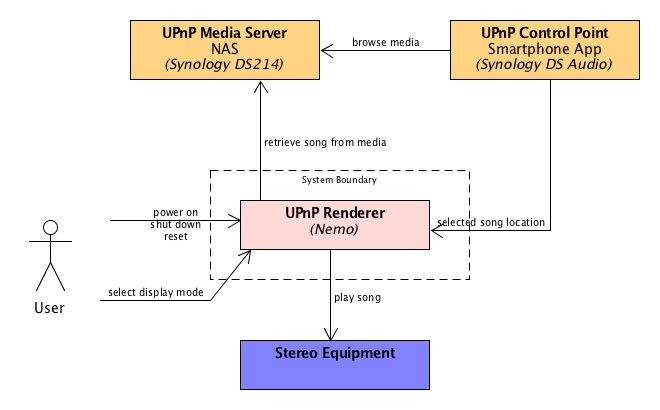 UPnP Media Server
NAS
(Synology DS214)
browse media
UPnP Control Point
Smartphone App
(Synology DS Audio)
retrieve song from media
System Boundary
UPnP Renderer
(Nemo)
power on
shut down
reset
selected song location
User
select display mode
play song
Stereo Equipment